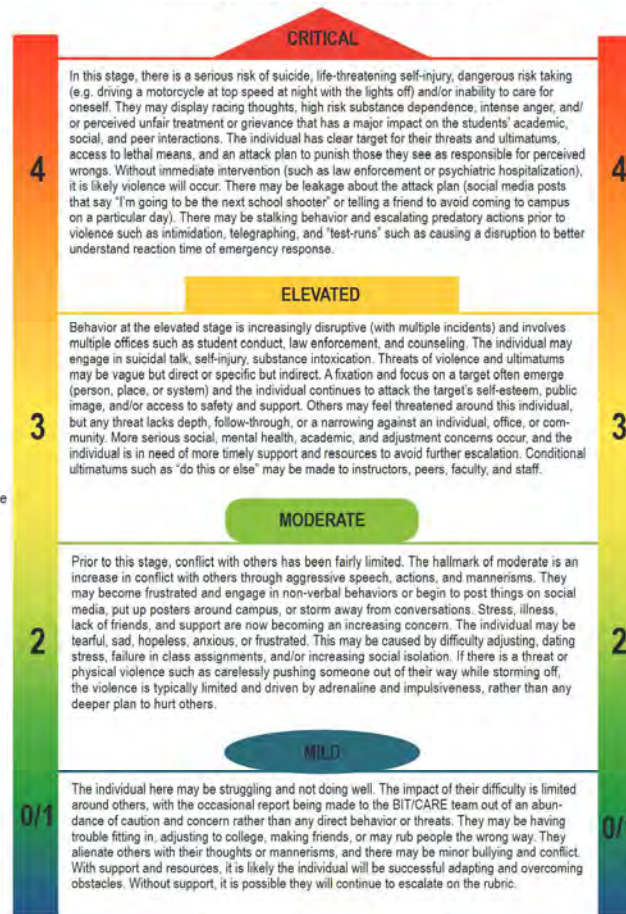 CRITICAL
In this stage, there is a serious risk of suicide, life-threatening self-injury, dangerous risk taking
(e.g. driving a motorcycle at top speed at night with the lights off) and/or inability to care for
oneself. They may display racing thoughts, high risk substance dependence, intense anger, and/
or perceived unfair treatment or grievance that has a major impact on the students' academic,
social, and peer interactions. The individual has clear target for their threats and ultimatums,
access to lethal means, and an attack plan to punish those they see as responsible for perceived
wrongs. Without immediate intervention (such as law enforcement or psychiatric hospitalization),
it is likely violence will occur. There may be leakage about the attack plan (social media posts
that say "I'm going to be the next school shooter" or telling a friend to avoid coming to campus
on a particular day). There may be stalking behavior and escalating predatory actions prior to
violence such as intimidation, telegraphing, and "test-runs" such as causing a disruption to better
understand reaction time of emergency response.
4
4
ELEVATED
Behavior at the elevated stage is increasingly disruptive (with multiple incidents) and involves
multiple offices such as student conduct, law enforcement, and counseling. The individual may
engage in suicidal talk, self-injury, substance intoxication. Threats of violence and ultimatums
may be vague but direct or specific but indirect. A fixation and focus on a target often emerge
(person, place, or system) and the individual continues to attack the target's self-esteem, public
image, and/or access to safety and support. Others may feel threatened around this individual,
but any threat lacks depth, follow-through, or a narrowing against an individual, office, or com-
munity. More serious social, mental health, academic, and adjustment concerns occur, and the
individual is in need of more timely support and resources to avoid further escalation. Conditional
ultimatums such as "do this or else" may be made to instructors, peers, faculty, and staff.
3
3
e
MODERATE
Prior to this stage, conflict with others has been fairly limited. The hallmark of moderate is an
increase in conflict with others through aggressive speech, actions, and mannerisms. They
may become frustrated and engage in non-verbal behaviors or begin to post things on social
media, put up posters around campus, or storm away from conversations. Stress, illness,
lack of friends, and support are now becoming an increasing concern. The individual may be
tearful, sad, hopeless, anxious, or frustrated. This may be caused by difficulty adjusting, dating
stress, failure in class assignments, and/or increasing social isolation. If there is a threat or
physical violence such as carelessly pushing someone out of their way while storming off,
the violence is typically limited and driven by adrenaline and impulsiveness, rather than any
deeper plan to hurt others.
2
2
MILD
The individual here may be struggling and not doing well. The impact of their difficulty is limited
around others, with the occasional report being made to the BIT/CARE team out of an abun-
dance of caution and concern rather than any direct behavior or threats. They may be having
trouble fitting in, adjusting to college, making friends, or may rub people the wrong way. They
alienate others with their thoughts or mannerisms, and there may be minor bullying and conflict.
With support and resources, it is likely the individual will be successful adapting and overcoming
obstacles. Without support, it is possible they will continue to escalate on the rubric.
0/1
0/